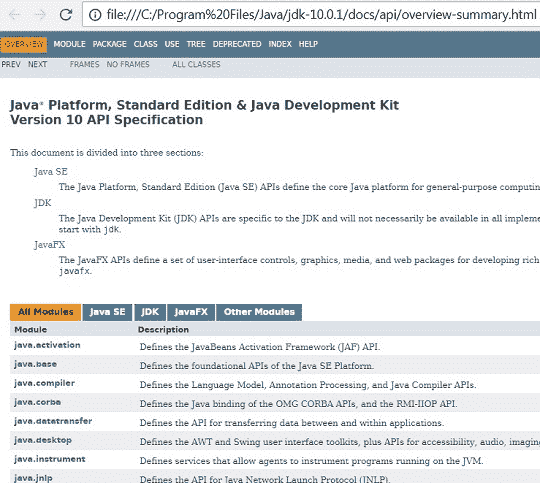 file:///C:/Program%20Files/Java/jdk-10.0.1/docs/api/overview-summary.html
OVERVIEW MODULE PACKAGE CLASS USE TREE DEPRECATED INDEX HELP
PREV NEXT FRAMES NO FRAMES ALL CLASSES
Java® Platform, Standard Edition & Java Development Kit
Version 10 API Specification
This document is divided into three sections:
Java SE
The Java Platform, Standard Edition (Java SE) APIs define the core Java platform for general-purpose computin
JDK
The Java Development Kit (JDK) APIs are specific to the JDK and will not necessarily be available in all impleme
start with jdk.
JavaFX
The JavaFX APIs define a set of user-interface controls, graphics, media, and web packages for developing rich
javafx.
All Modules Java SE JDK JavaFX Other Modules
Module Description
java.activation Defines the JavaBeans Activation Framework (JAF) API.
java.base Defines the foundational APIs of the Java SE Platform.
java.compiler Defines the Language Model, Annotation Processing, and Java Compiler APIs.
java.corba Defines the Java binding of the OMG CORBA APIs, and the RMI-IIOP API.
java.datatransfer Defines the API for transferring data between and within applications.
java.desktop Defines the AWT and Swing user interface toolkits, plus APIs for accessibility, audio, imaging
java.instrument Defines services that allow agents to instrument programs running on the JVM.
java.jnlp Defines the API for Java Network Launch Protocol (JNLP).